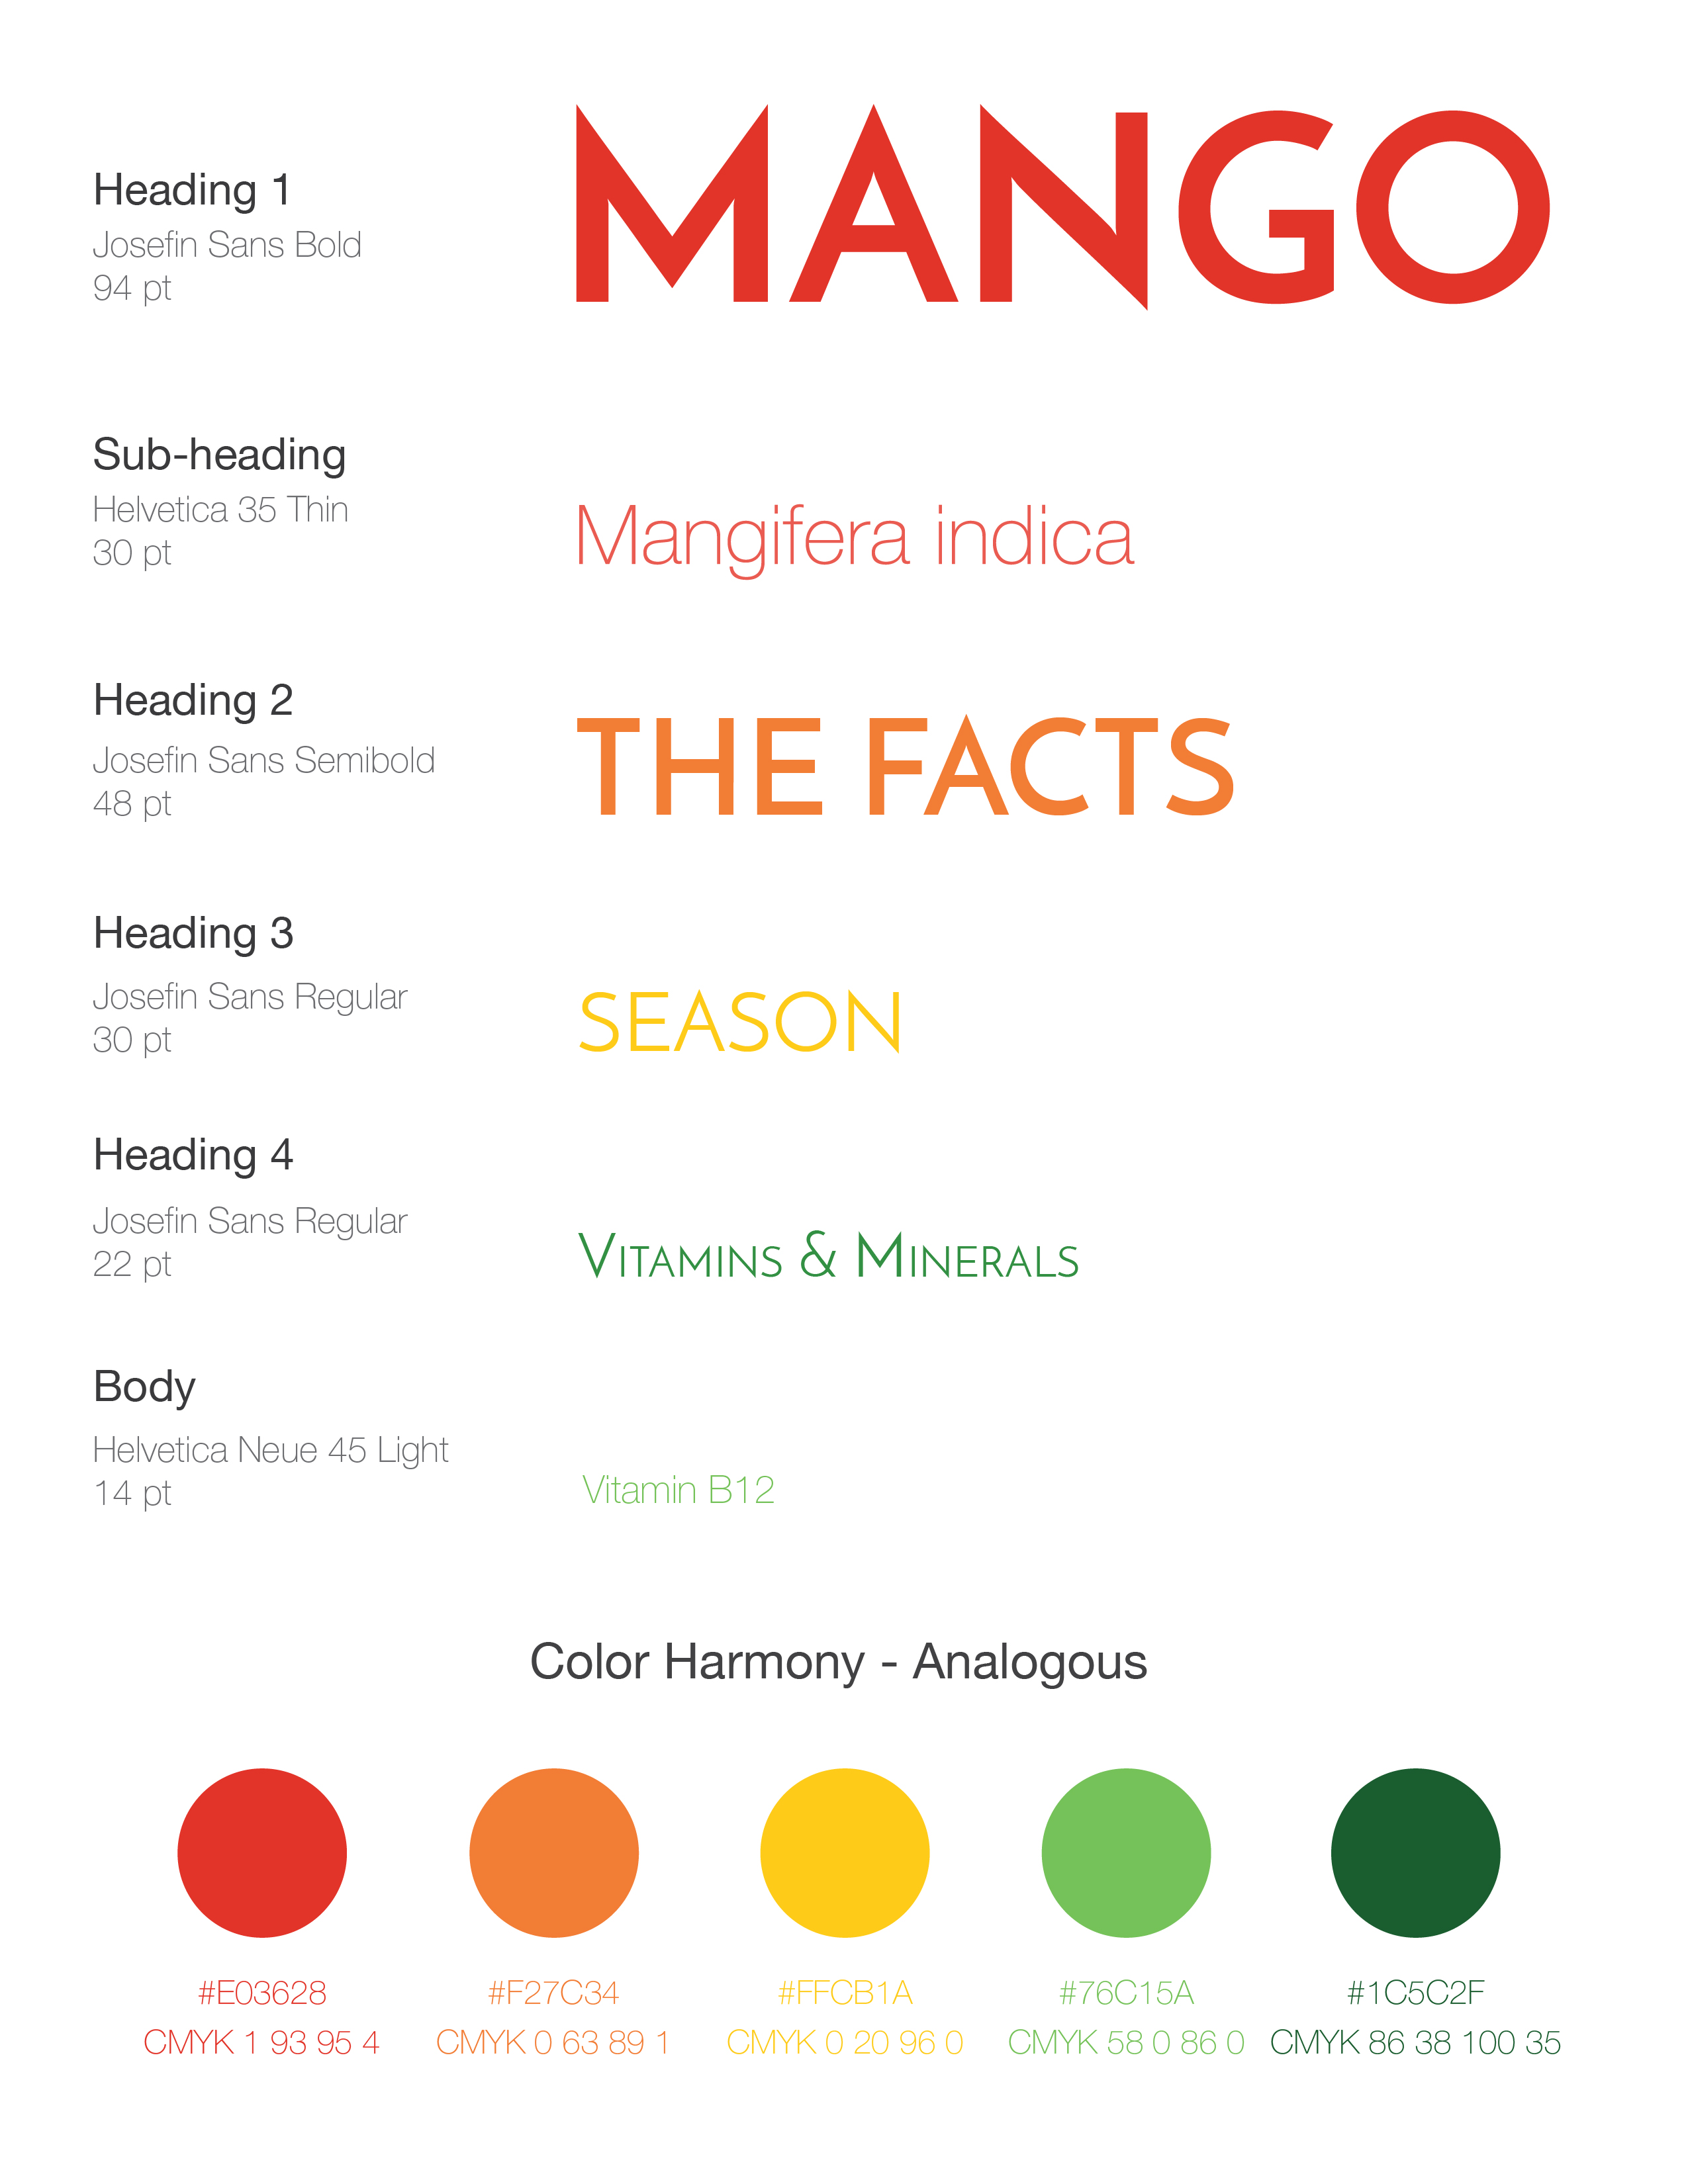 Heading 1
Josefin Sans Bold
94 pt
MANGO
Sub-heading
Helvetica 35 Thin
30 pt
Mangifera indica
Heading 2
Josefin Sans Semibold
48 pt
THE FACTS
Heading 3
Josefin Sans Regular
30 pt
SEASON
Heading 4
Josefin Sans Regular
22 pt
Vitamins & Minerals
Body
Helvetica Neue 45 Light
14 pt
Vitamin B12
Color Harmony - Analogous
#E03628
CMYK 1 93 95 4
#F27C34
CMYK 0 63 89 1
#FFCB1A
CMYK 0 20 96 0
#76C15A
CMYK 58 0 86 0
#1C5C2F
CMYK 86 38 100 35